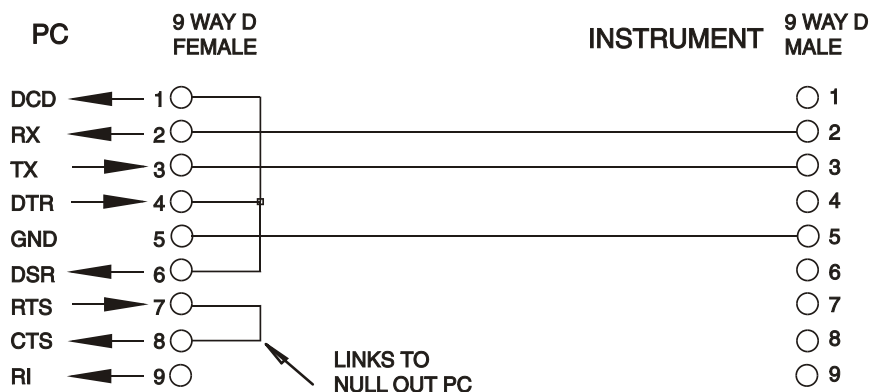 PC
9 WAY D
FEMALE
INSTRUMENT
9 WAY D
MALE
DCD 1 1
RX 2 2
TX 3 3
DTR 4 4
GND 5 5
DSR 6 6
RTS 7 7
CTS 8 8
RI 9 9
LINKS TO
NULL OUT PC